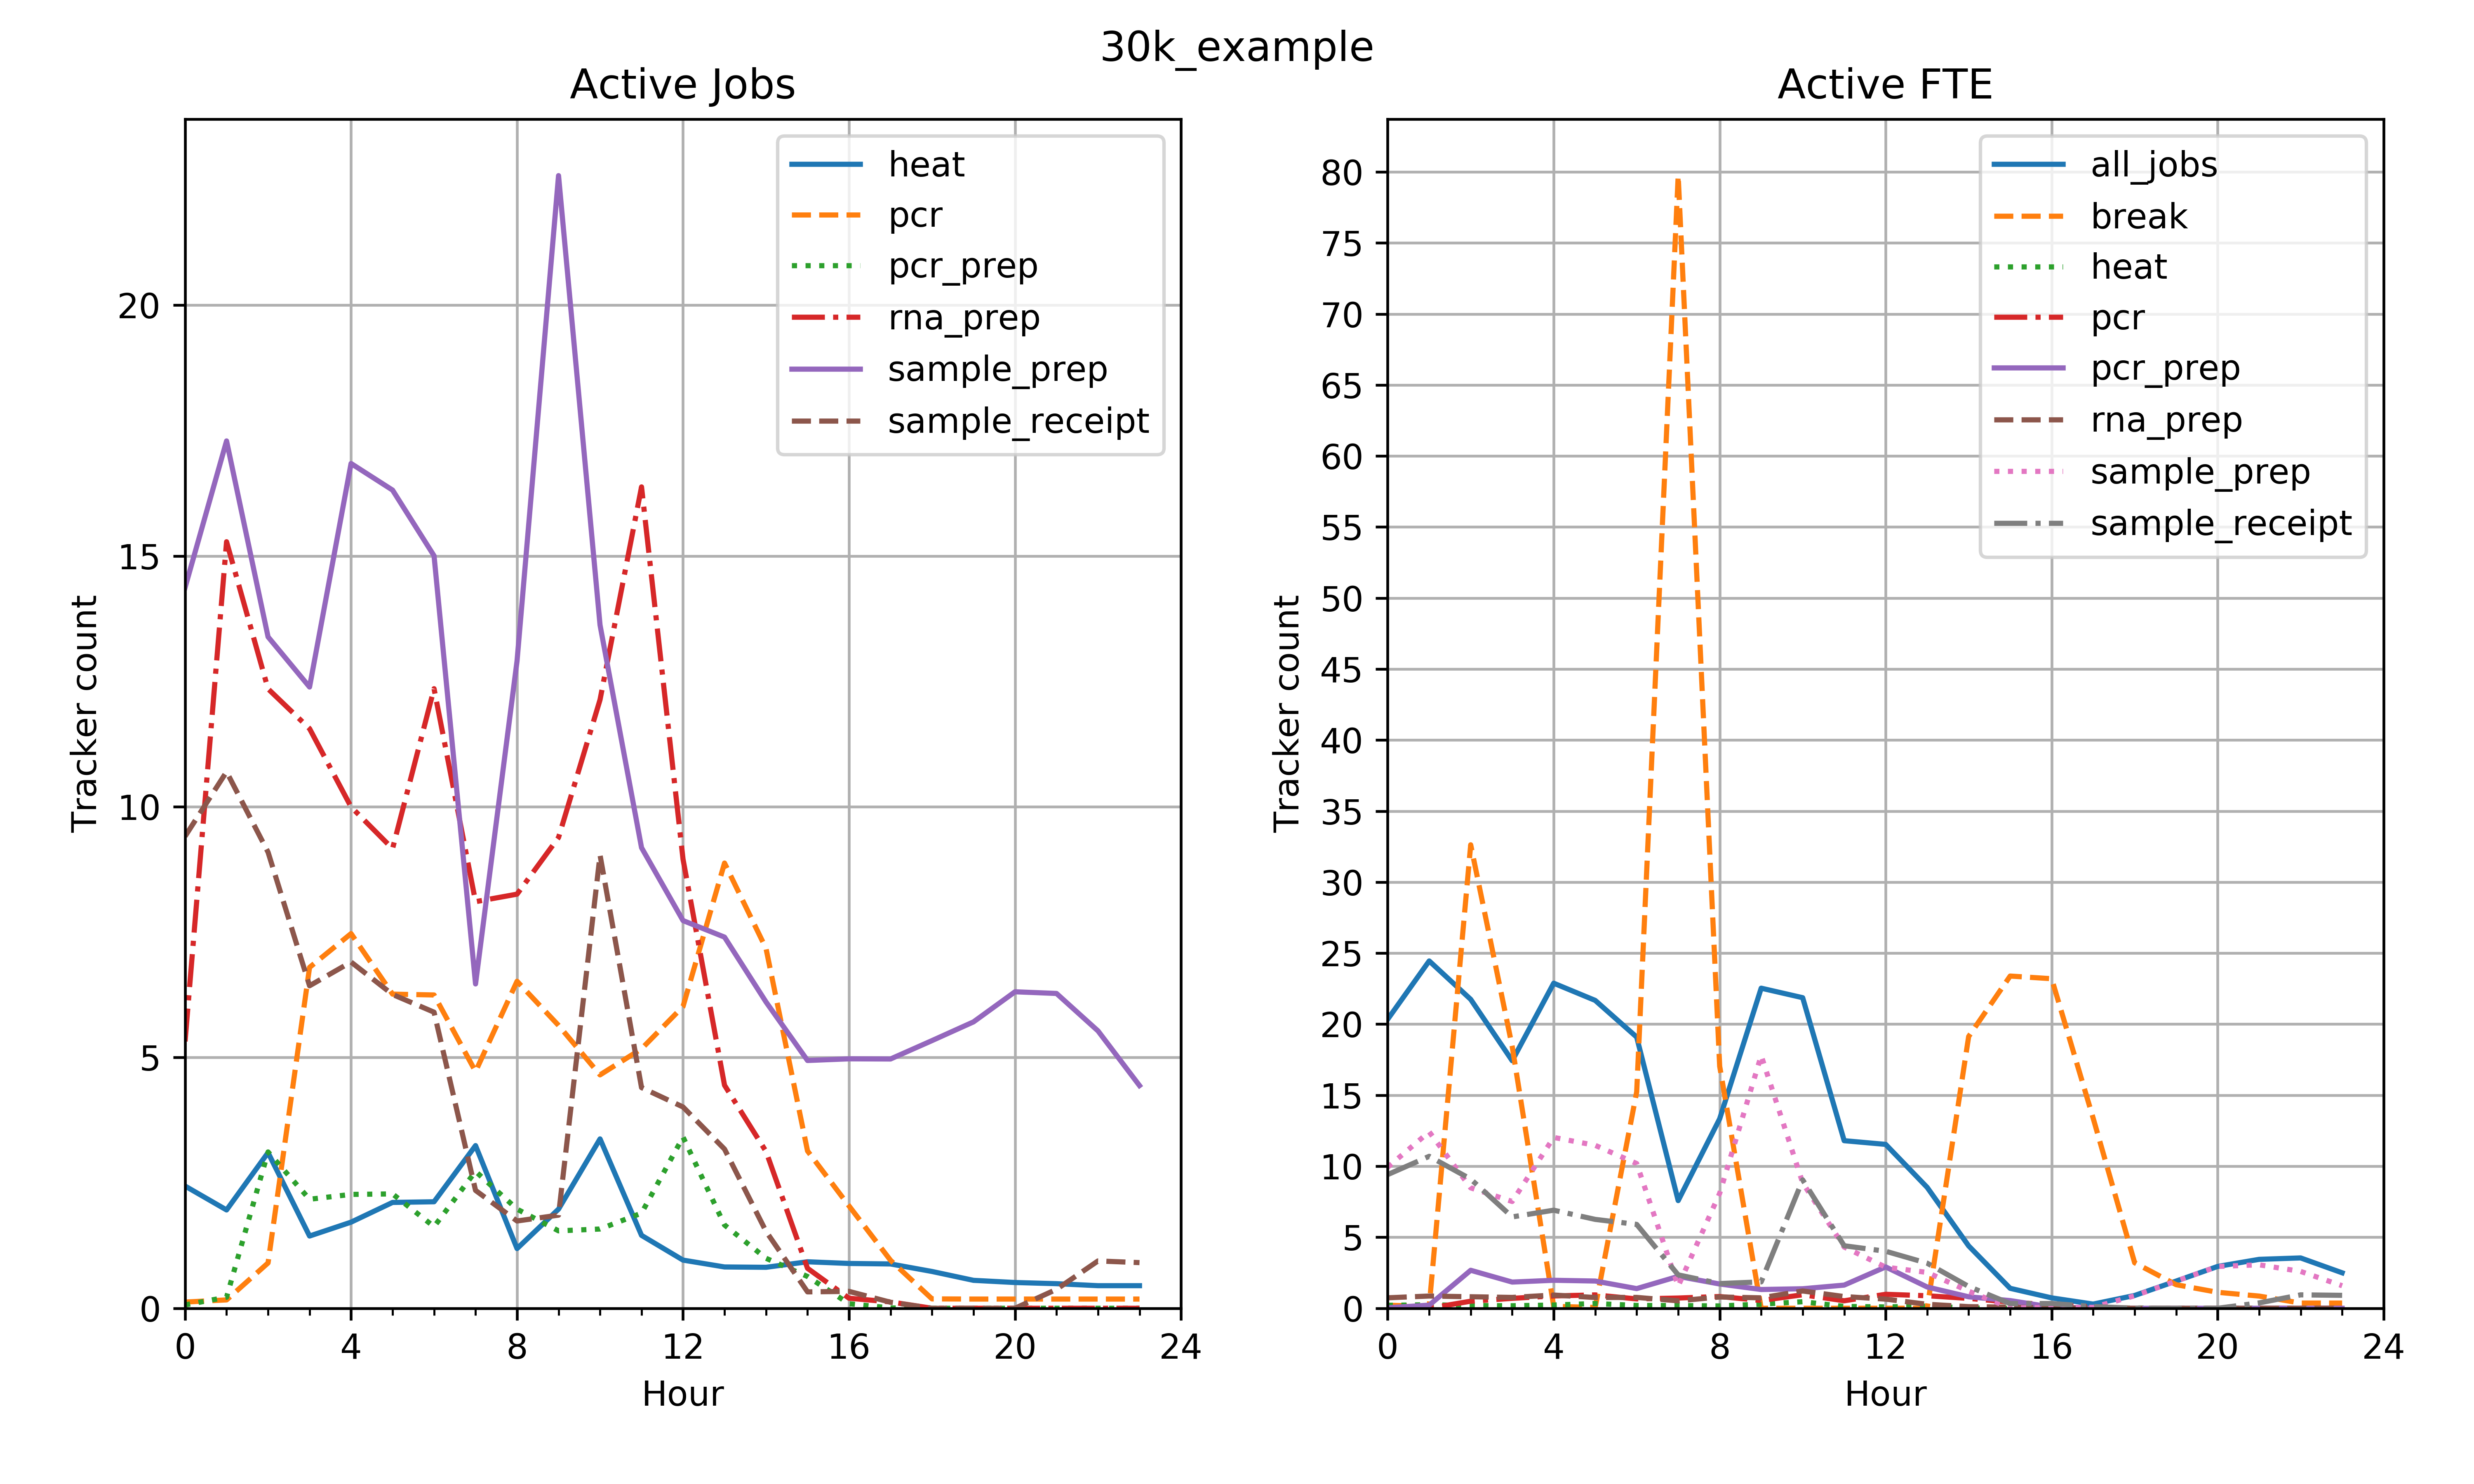 30k_example
Active Jobs
heat
pcr
pcr_prep
rna_prep
sample_prep
sample_receipt
20
15
10
5
0
Tracker count
0 4 8 12 16 20 24
Hour
Active FTE
all_jobs
break
heat
pcr
pcr_prep
rna_prep
sample_prep
sample_receipt
80
75
70
65
60
55
50
45
40
35
30
25
20
15
10
5
0
Tracker count
0 4 8 12 16 20 24
Hour